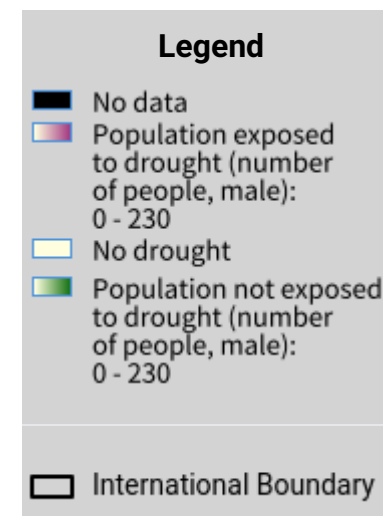 Legend
No data
Population exposed
to drought (number
of people, male):
0 - 230
No drought
Population not exposed
to drought (number
of people, male):
0 - 230
International Boundary